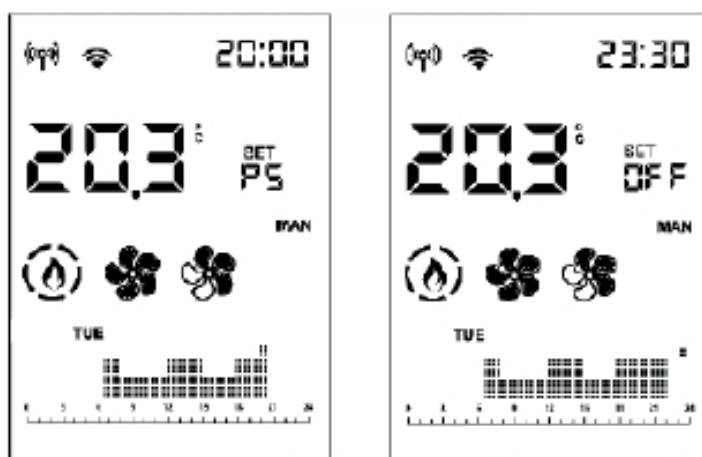 20:00
20.3 °C
SET
PS
MAN
TUE
23:30
20.3 °C
SET
OFF
MAN
TUE